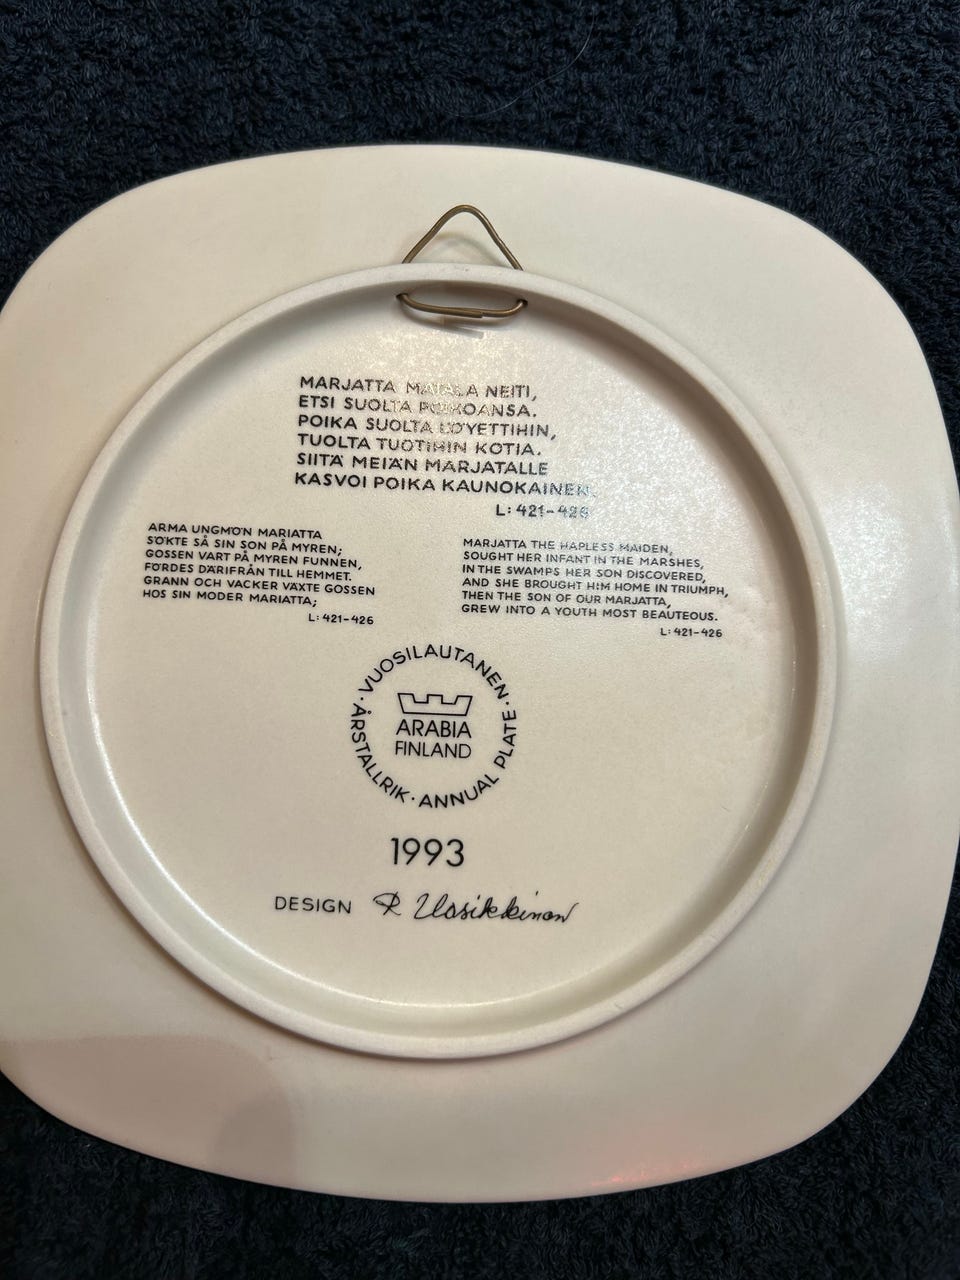 MARJATTA MATALA NEITI,
ETSI SUOLTA POIKOANSA.
POIKA SUOLTA LÖYETTIHIN,
TUOLTA TUOTIHIN KOTIA.
SIITÄ MEIÄN MARJATALLE
KASVOI POIKA KAUNOKAINEN.
L: 421-426
ARMA UNGMÖN MARIATTA
SÖKTE SÅ SIN SON PÅ MYREN;
GOSSEN VART PÅ MYREN FUNNEN,
FÖRDES DÄRIFRÅN TILL HEMMET.
GRANN OCH VACKER VÄXTE GOSSEN
HOS SIN MODER MARIATTA;
L: 421-426
MARJATTA THE HAPLESS MAIDEN,
SOUGHT HER INFANT IN THE MARSHES,
IN THE SWAMPS HER SON DISCOVERED,
AND SHE BROUGHT HIM HOME IN TRIUMPH,
THEN THE SON OF OUR MARJATTA,
GREW INTO A YOUTH MOST BEAUTEOUS.
L: 421-426
· VUOSILAUTANEN · ANNUAL PLATE · ÅRSTALLRIK
ARABIA
FINLAND
1993
DESIGN R Uosikkinen